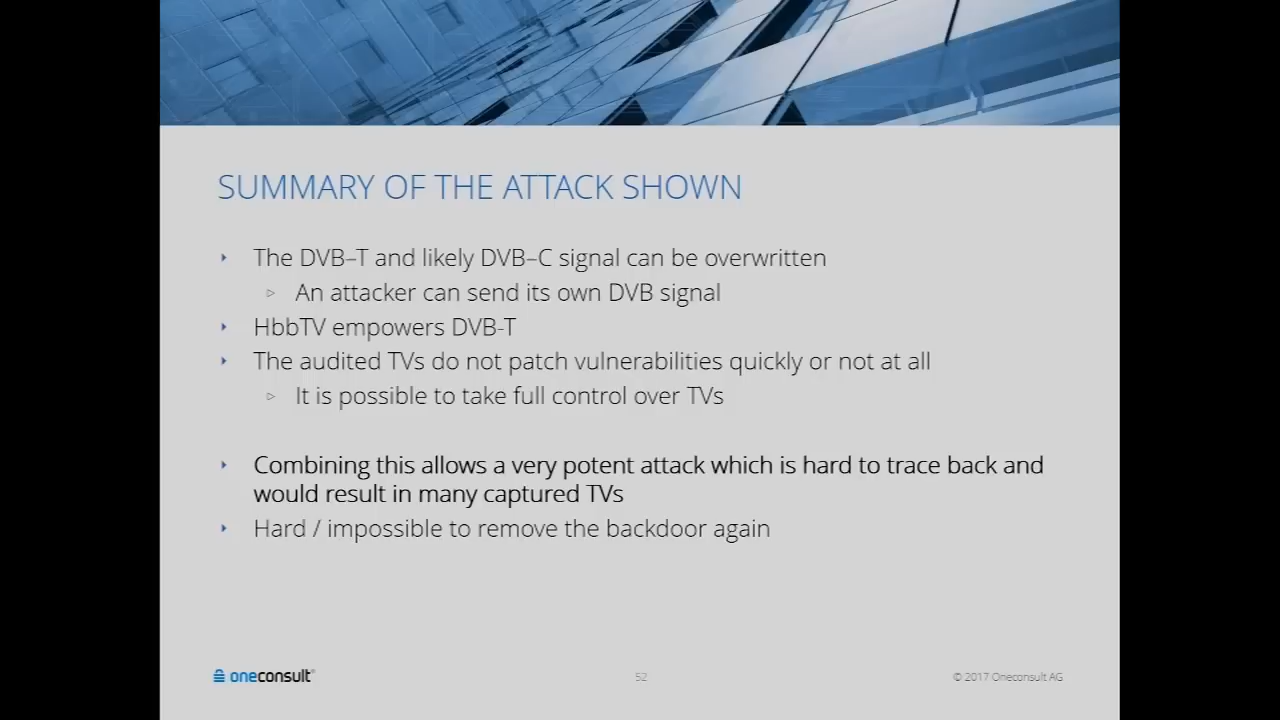 SUMMARY OF THE ATTACK SHOWN
The DVB–T and likely DVB–C signal can be overwritten
An attacker can send its own DVB signal
HbbTV empowers DVB-T
The audited TVs do not patch vulnerabilities quickly or not at all
It is possible to take full control over TVs
Combining this allows a very potent attack which is hard to trace back and
would result in many captured TVs
Hard / impossible to remove the backdoor again
oneconsult®
52
© 2017 Oneconsult AG